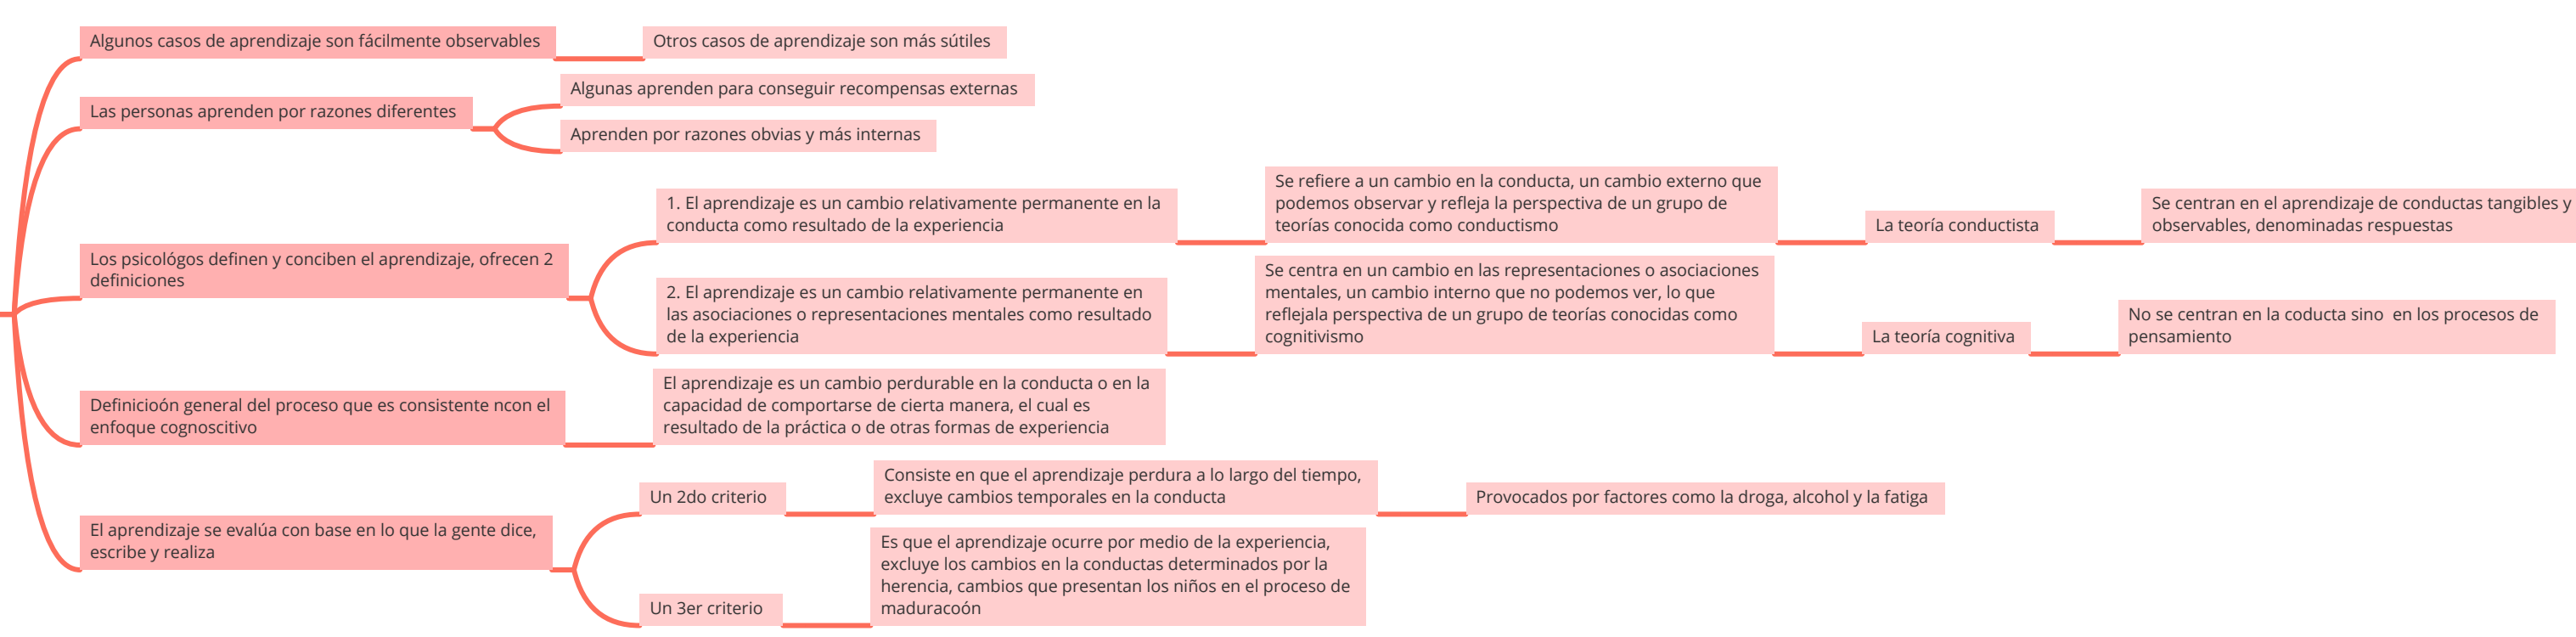 Algunos casos de aprendizaje son fácilmente observables
Otros casos de aprendizaje son más sútiles
Las personas aprenden por razones diferentes
Algunas aprenden para conseguir recompensas externas
Aprenden por razones obvias y más internas
Los psicológos definen y conciben el aprendizaje, ofrecen 2
definiciones
1. El aprendizaje es un cambio relativamente permanente en la
conducta como resultado de la experiencia
Se refiere a un cambio en la conducta, un cambio externo que
podemos observar y refleja la perspectiva de un grupo de
teorías conocida como conductismo
La teoría conductista
Se centran en el aprendizaje de conductas tangibles y
observables, denominadas respuestas
2. El aprendizaje es un cambio relativamente permanente en
las asociaciones o representaciones mentales como resultado
de la experiencia
Se centra en un cambio en las representaciones o asociaciones
mentales, un cambio interno que no podemos ver, lo que
reflejala perspectiva de un grupo de teorías conocidas como
cognitivismo
La teoría cognitiva
No se centran en la coducta sino  en los procesos de
pensamiento
Definicioón general del proceso que es consistente ncon el
enfoque cognoscitivo
El aprendizaje es un cambio perdurable en la conducta o en la
capacidad de comportarse de cierta manera, el cual es
resultado de la práctica o de otras formas de experiencia
El aprendizaje se evalúa con base en lo que la gente dice,
escribe y realiza
Un 2do criterio
Consiste en que el aprendizaje perdura a lo largo del tiempo,
excluye cambios temporales en la conducta
Provocados por factores como la droga, alcohol y la fatiga
Un 3er criterio
Es que el aprendizaje ocurre por medio de la experiencia,
excluye los cambios en la conductas determinados por la
herencia, cambios que presentan los niños en el proceso de
maduracoón